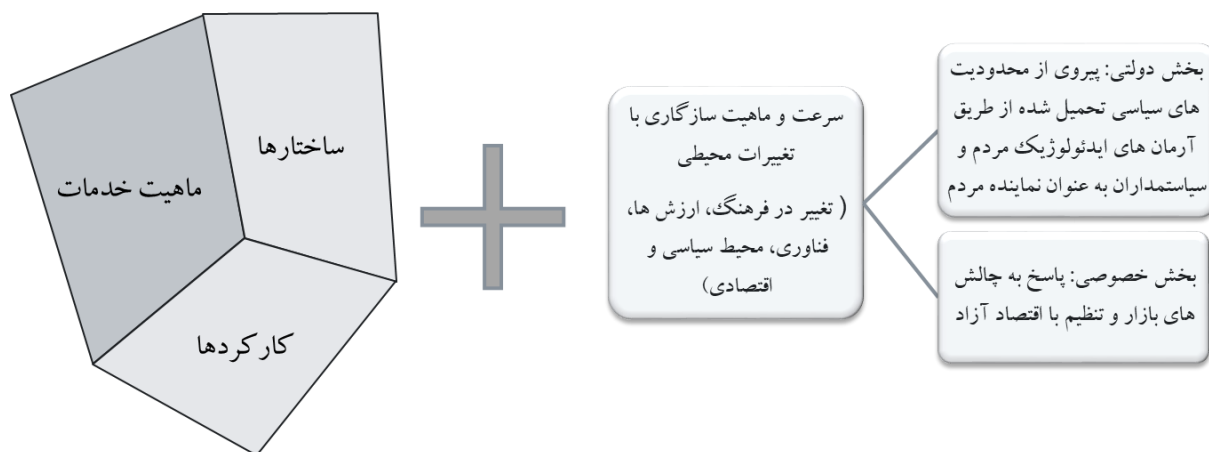 ساختارها
ماهیت خدمات
کارکردها
سرعت و ماهیت سازگاری با
تغییرات محیطی
( تغییر در فرهنگ، ارزش ها،
فناوری، محیط سیاسی و
اقتصادی)
بخش دولتی: پیروی از محدودیت
های سیاسی تحمیل شده از طریق
آرمان های ایدئولوژیک مردم و
سیاستمداران به عنوان نماینده مردم
بخش خصوصی: پاسخ به چالش
های بازار و تنظیم با اقتصاد آزاد